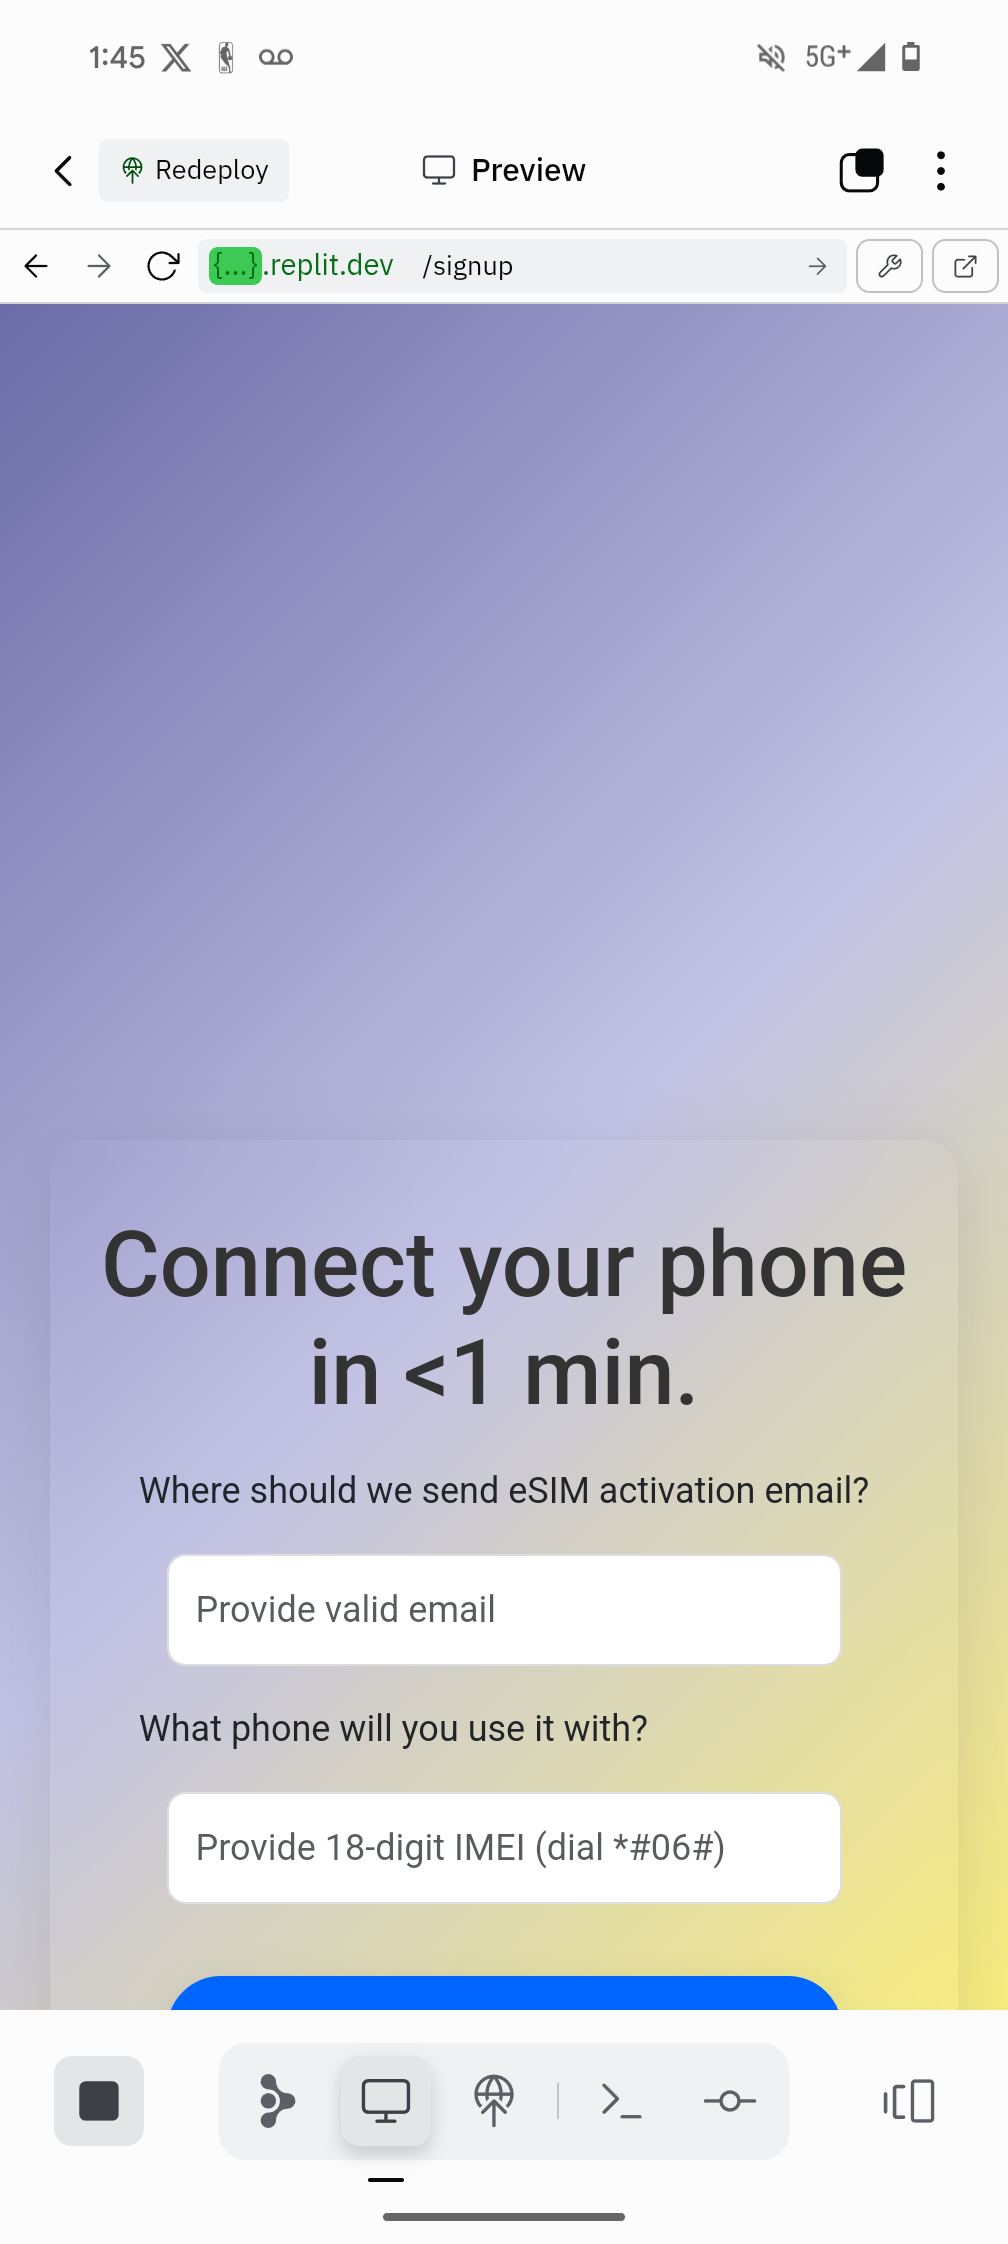 1:45
5G+
Redeploy
Preview
{...}.replit.dev /signup
Connect your phone
in <1 min.
Where should we send eSIM activation email?
Provide valid email
What phone will you use it with?
Provide 18-digit IMEI (dial *#06#)